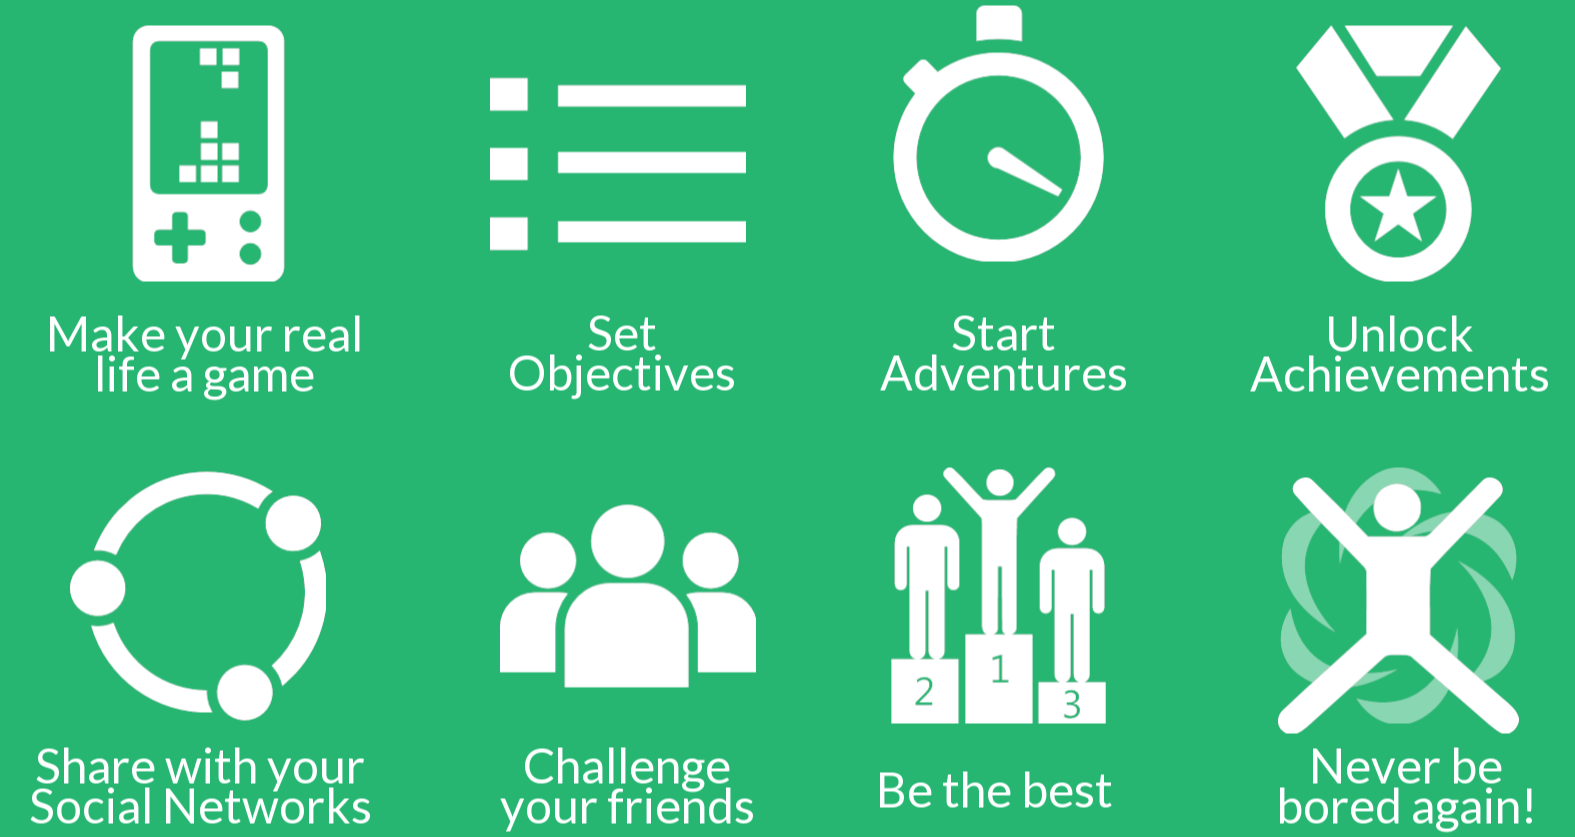 Make your real
life a game
Set
Objectives
Start
Adventures
Unlock
Achievements
2
1
3
Share with your
Social Networks
Challenge
your friends
Be the best
Never be
bored again!